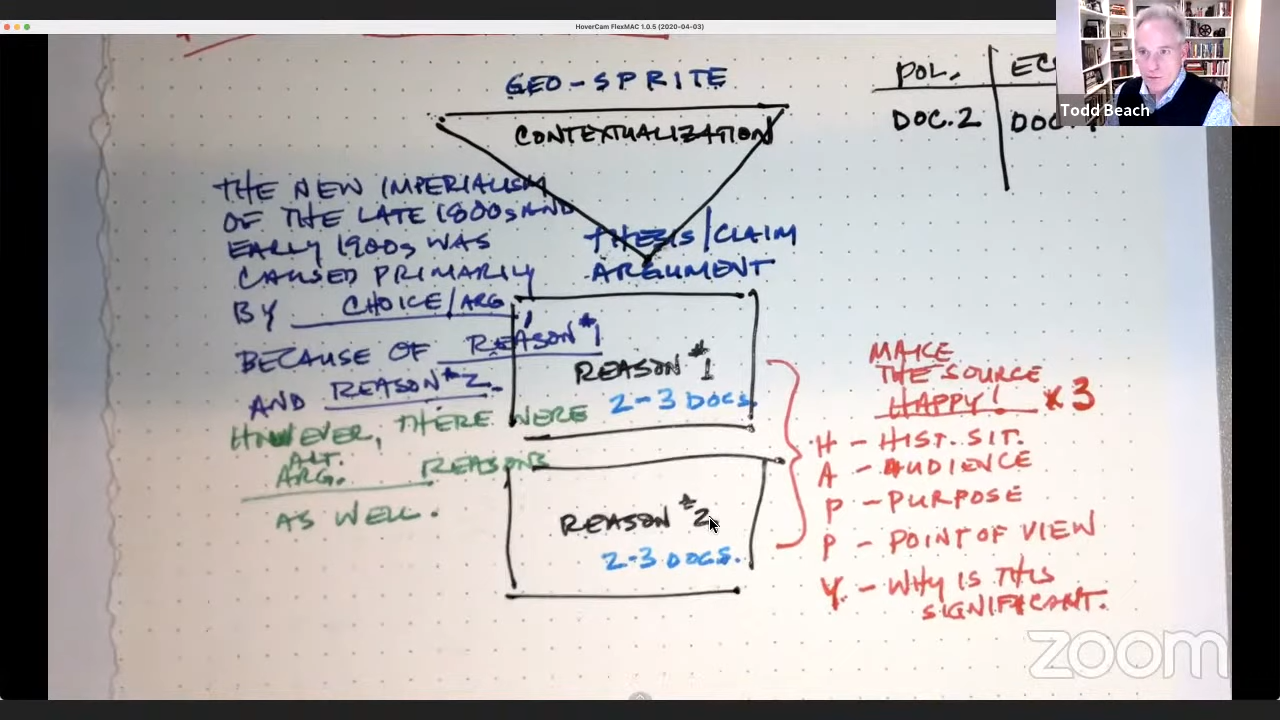 HoverCam FlexMAC 1.0.5 (2020-04-03)
GEO-SPRITE
CONTEXTUALIZATION
THESIS/CLAIM
ARGUMENT
THE NEW IMPERIALISM
OF THE LATE 1800s AND
EARLY 1900s WAS
CAUSED PRIMARILY
BY CHOICE/ARG,
BECAUSE OF REASON #1
AND REASON #2.
HOWEVER, THERE WERE
ALT.
ARG. REASONS
AS WELL.
REASON #1
2-3 DOCS.
REASON #2
2-3 DOCS.
POL.
DOC.2
Todd Beach
MAKE
THE SOURCE
HAPPY! x3
H - HIST. SIT.
A - AUDIENCE
P - PURPOSE
P - POINT OF VIEW
Y - WHY IS THIS
SIGNIFICANT.
zoom